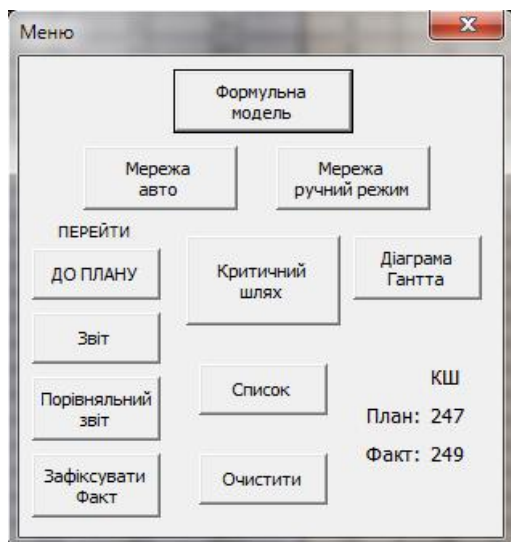 Меню
Формульна
модель
Мережа
авто
Мережа
ручний режим
ПЕРЕЙТИ
ДО ПЛАНУ
Критичний
шлях
Діаграма
Гантта
Звіт
Порівняльний
звіт
Список
КШ
План: 247
Факт: 249
Зафіксувати
Факт
Очистити